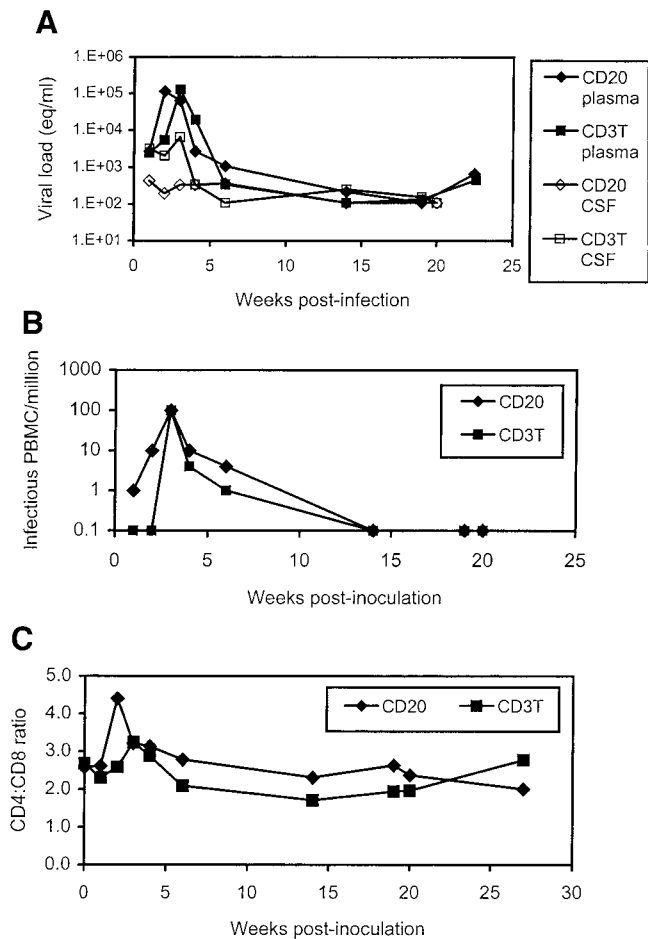 A
1.E+06
1.E+05
1.E+04
1.E+03
1.E+02
1.E+01
Viral load (eq/ml)
0 5 10 15 20 25
Weeks post-infection
CD20
plasma
CD3T
plasma
CD20
CSF
CD3T
CSF
B
1000
100
10
1
0.1
Infectious PBMC/million
0 5 10 15 20 25
Weeks post-inoculation
CD20
CD3T
C
5.0
4.0
3.0
2.0
1.0
0.0
CD4:CD8 ratio
0 5 10 15 20 25 30
Weeks post-inoculation
CD20 CD3T